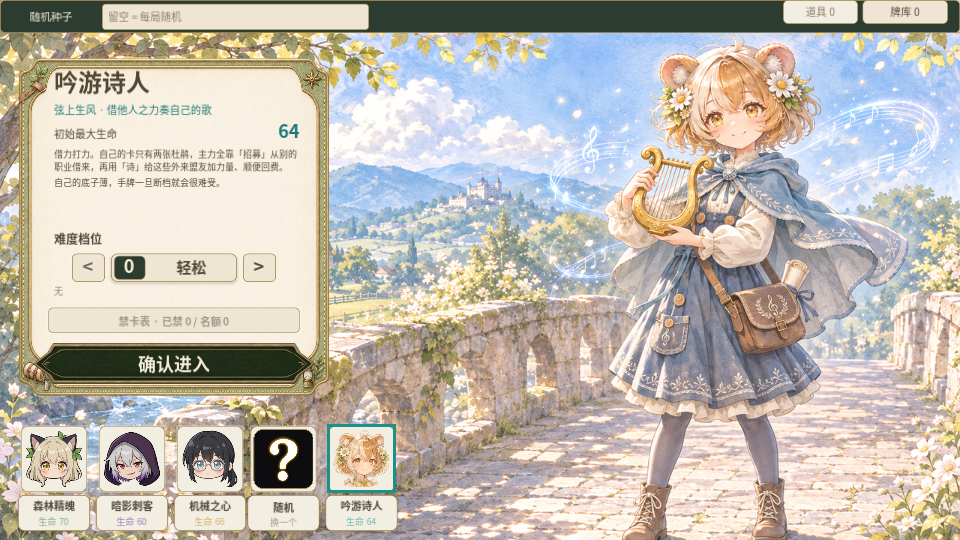 随机种子
留空 = 每局随机
道具 0
牌库 0
吟游诗人
弦上生风 · 借他人之力奏自己的歌
初始最大生命
64
借力打力。自己的卡只有两张杜鹃，主力全靠「招募」从别的
职业借来，再用「诗」给这些外来盟友加力量、顺便回费。
自己的底子薄，手牌一旦断档就会很难受。
难度档位
<
0
轻松
>
无
禁卡表 · 已禁 0 / 名额 0
确认进入
森林精魄
生命 70
暗影刺客
生命 60
机械之心
生命 66
?
随机
换一个
吟游诗人
生命 64